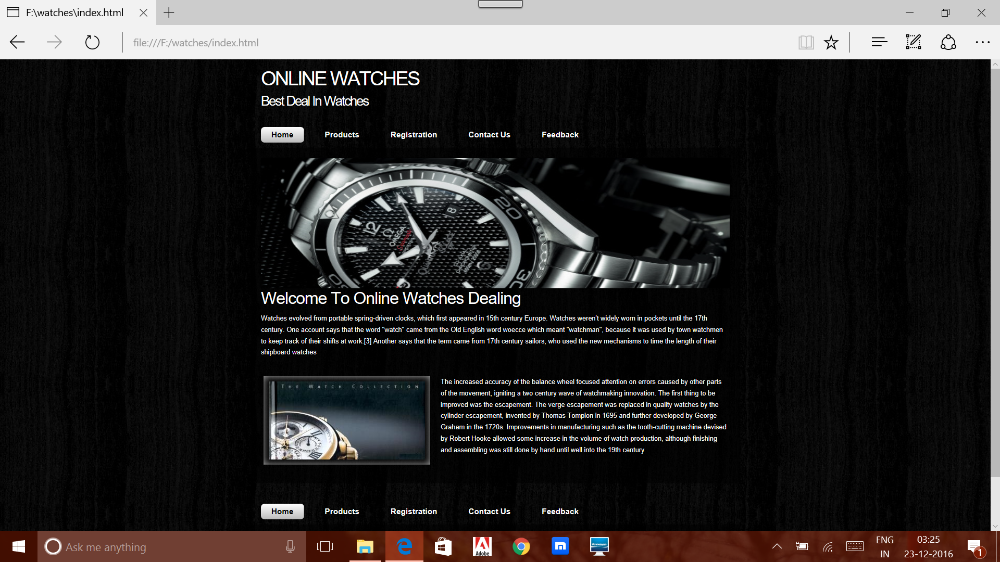 F:\watches\index.html
file:///F:/watches/index.html
ONLINE WATCHES
Best Deal In Watches
Home Products Registration Contact Us Feedback
20
8
12
Ω
OMEGA
CO-AXIAL
CHRONOMETER
30
Welcome To Online Watches Dealing
Watches evolved from portable spring-driven clocks, which first appeared in 15th century Europe. Watches weren't widely worn in pockets until the 17th
century. One account says that the word "watch" came from the Old English word woecce which meant "watchman", because it was used by town watchmen
to keep track of their shifts at work.[3] Another says that the term came from 17th century sailors, who used the new mechanisms to time the length of their
shipboard watches
THE WATCH COLLECTION
The increased accuracy of the balance wheel focused attention on errors caused by other parts
of the movement, igniting a two century wave of watchmaking innovation. The first thing to be
improved was the escapement. The verge escapement was replaced in quality watches by the
cylinder escapement, invented by Thomas Tompion in 1695 and further developed by George
Graham in the 1720s. Improvements in manufacturing such as the tooth-cutting machine devised
by Robert Hooke allowed some increase in the volume of watch production, although finishing
and assembling was still done by hand until well into the 19th century
Home Products Registration Contact Us Feedback
Ask me anything
Adobe
lenovo
ENG
IN
03:25
23-12-2016
1